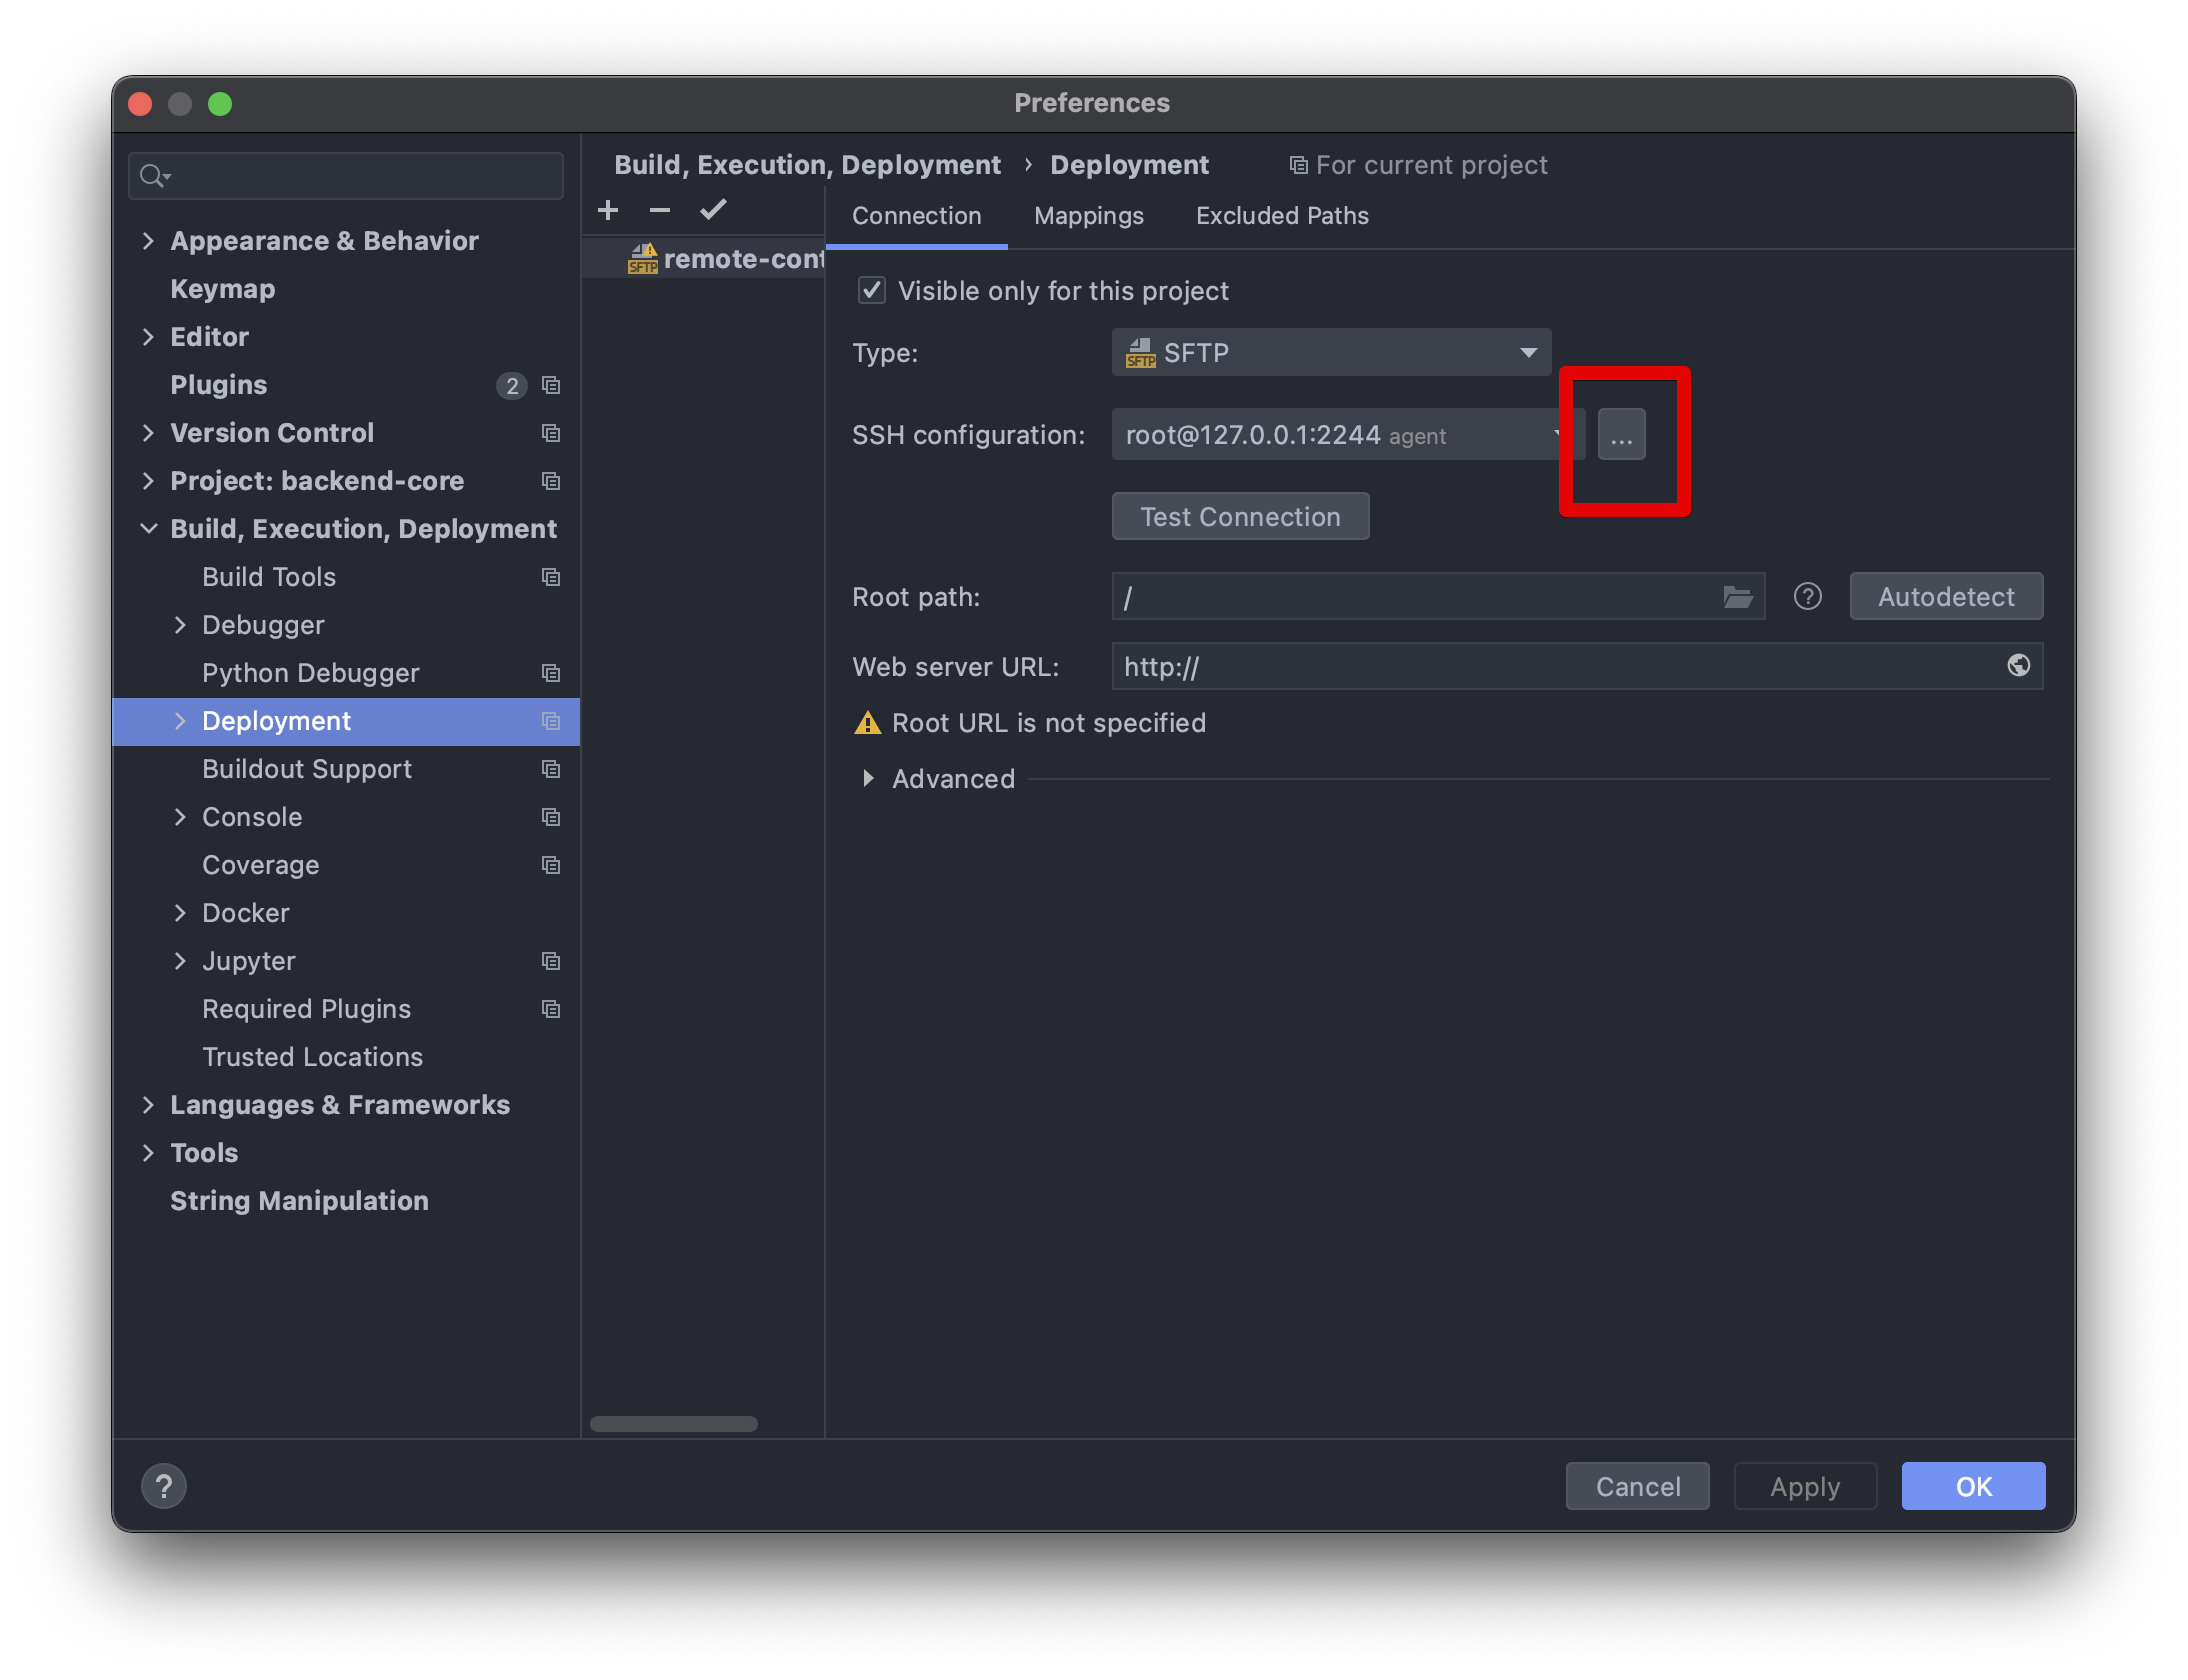 Preferences
Appearance & Behavior
Keymap
Editor
Plugins 2
Version Control
Project: backend-core
Build, Execution, Deployment
Build Tools
Debugger
Python Debugger
Deployment
Buildout Support
Console
Coverage
Docker
Jupyter
Required Plugins
Trusted Locations
Languages & Frameworks
Tools
String Manipulation
Build, Execution, Deployment › Deployment For current project
SFTP remote-cont
Connection Mappings Excluded Paths
Visible only for this project
Type: SFTP SFTP
SSH configuration: root@127.0.0.1:2244 agent ...
Test Connection
Root path: / ? Autodetect
Web server URL: http://
Root URL is not specified
Advanced
? Cancel Apply OK